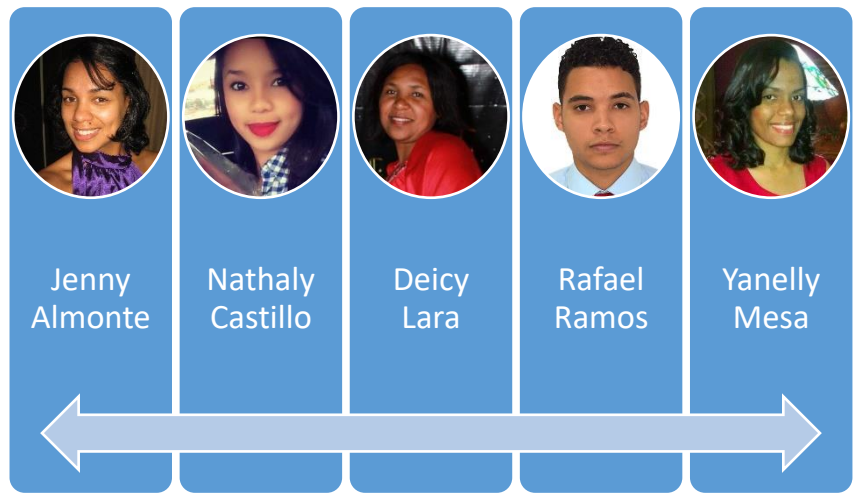 Jenny
Almonte
Nathaly
Castillo
Deicy
Lara
Rafael
Ramos
Yanelly
Mesa